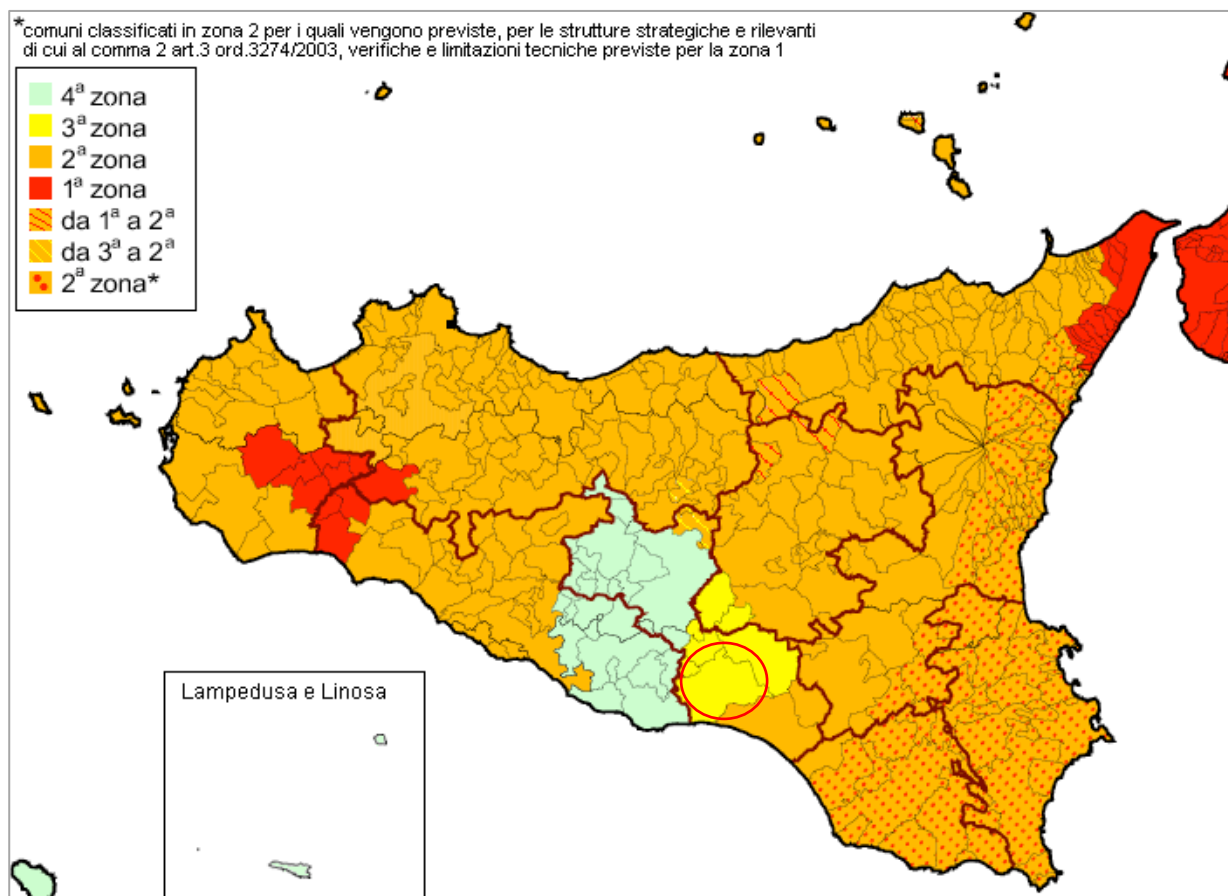 *comuni classificati in zona 2 per i quali vengono previste, per le strutture strategiche e rilevanti
di cui al comma 2 art.3 ord.3274/2003, verifiche e limitazioni tecniche previste per la zona 1
4ª zona
3ª zona
2ª zona
1ª zona
da 1ª a 2ª
da 3ª a 2ª
2ª zona*
Lampedusa e Linosa